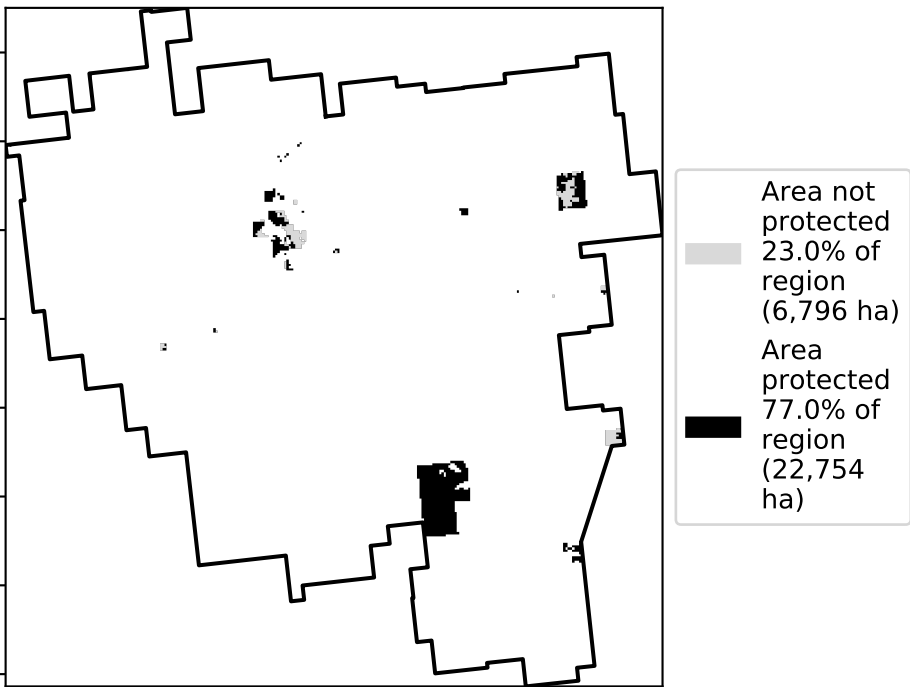 Area not
protected
23.0% of
region
(6,796 ha)
Area
protected
77.0% of
region
(22,754
ha)